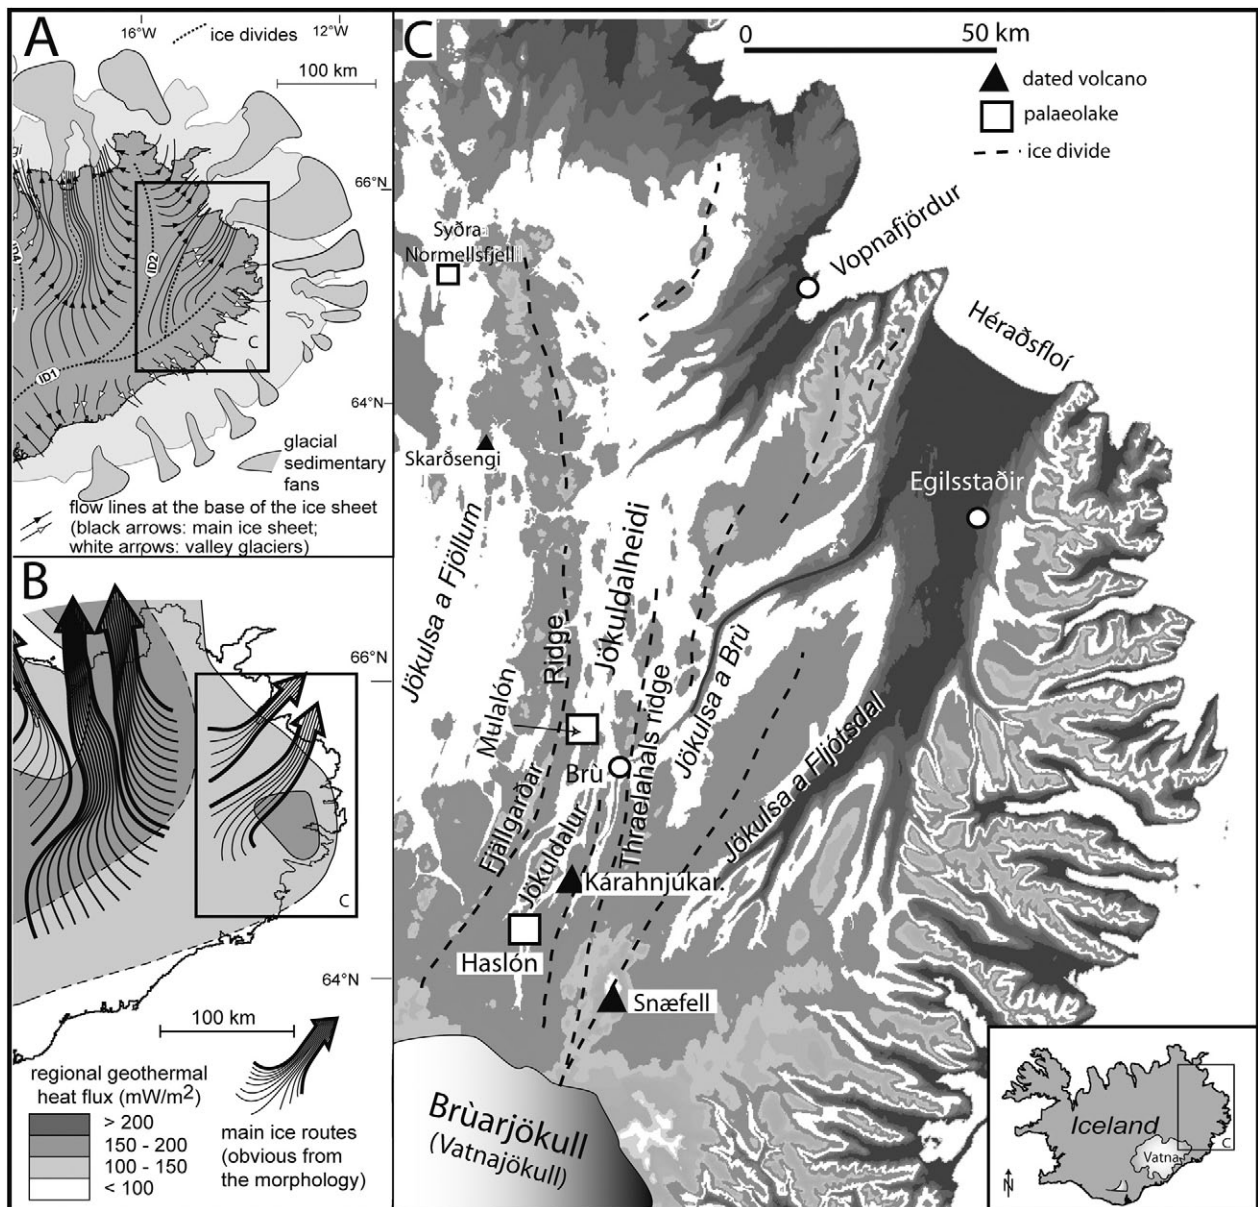 A
16°W
12°W
ice divides
100 km
66°N
ID2
C
ID1
64°N
glacial
sedimentary
fans
flow lines at the base of the ice sheet
(black arrows: main ice sheet;
white arrows: valley glaciers)
B
66°N
C
64°N
100 km
regional geothermal
heat flux (mW/m2)
> 200
150 - 200
100 - 150
< 100
main ice routes
(obvious from
the morphology)
C
0
50 km
dated volcano
palaeolake
ice divide
Syðra
Normellsfjell
Vopnafjördur
Héraðsfloí
Skarðsengi
Egilsstaðir
Jökulsa a Fjöllum
Ridge
Jökuldalheidi
Mulalón
Brù
Thraelahals ridge
Jökulsa a Brù
Jökulsa a Fljótsdal
Fjällgarðar
Jökuldalur
Kárahnjúkar.
Haslón
Snæfell
Brùarjökull
(Vatnajökull)
Iceland
Vatna
C
N